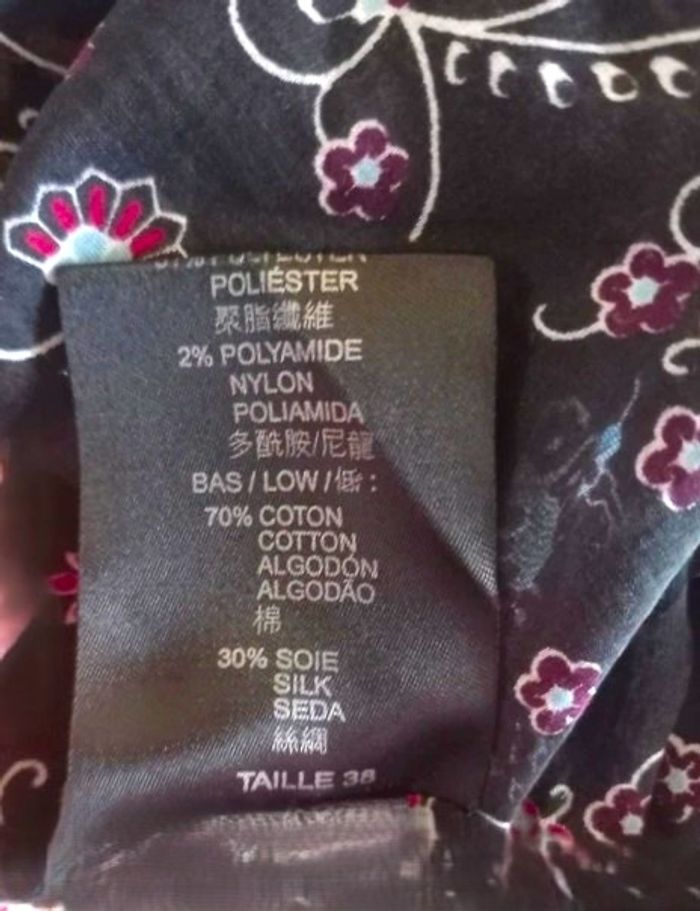 POLIÉSTER
聚脂纖維
2% POLYAMIDE
NYLON
POLIAMIDA
多酰胺/尼龍
BAS / LOW / 低 :
70% COTON
COTTON
ALGODÓN
ALGODÃO
棉
30% SOIE
SILK
SEDA
絲綢
TAILLE 38